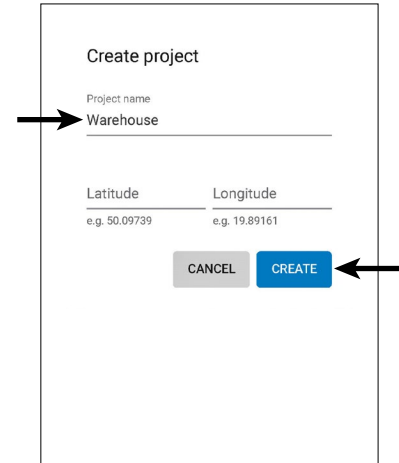 Create project
Project name
Warehouse
Latitude Longitude
e.g. 50.09739 e.g. 19.89161
CANCEL CREATE